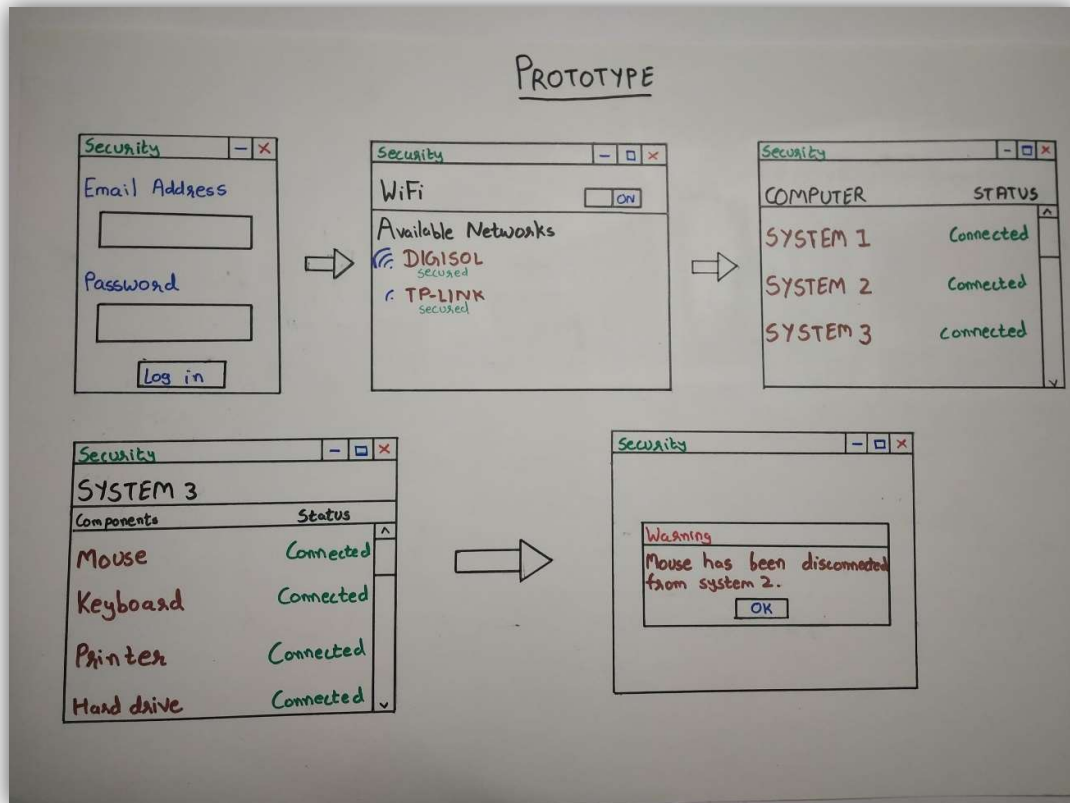 PROTOTYPE
Security
Email Address
Password
Log in
Security
WiFi ON
Available Networks
DIGISOL
secured
TP-LINK
secured
Security
COMPUTER STATUS
SYSTEM 1 Connected
SYSTEM 2 Connected
SYSTEM 3 Connected
Security
SYSTEM 3
Components Status
Mouse Connected
Keyboard Connected
Printer Connected
Hard drive Connected
Security
Warning
Mouse has been disconnected
from system 2.
OK